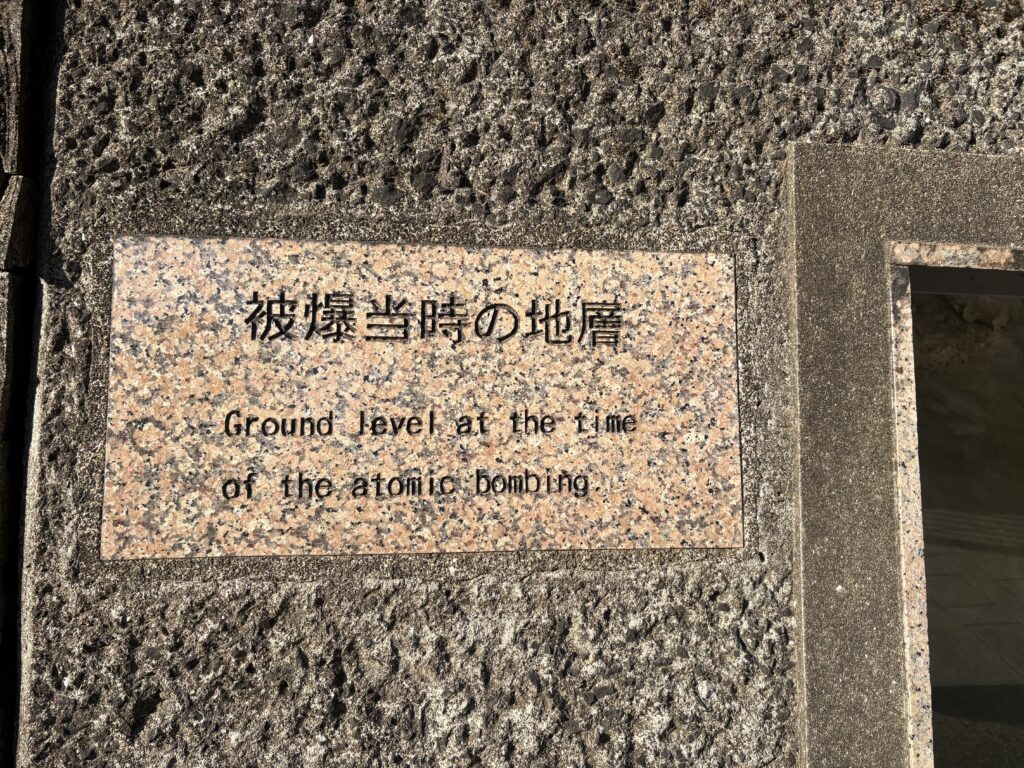 被爆当時の地層
Ground level at the time
of the atomic bombing